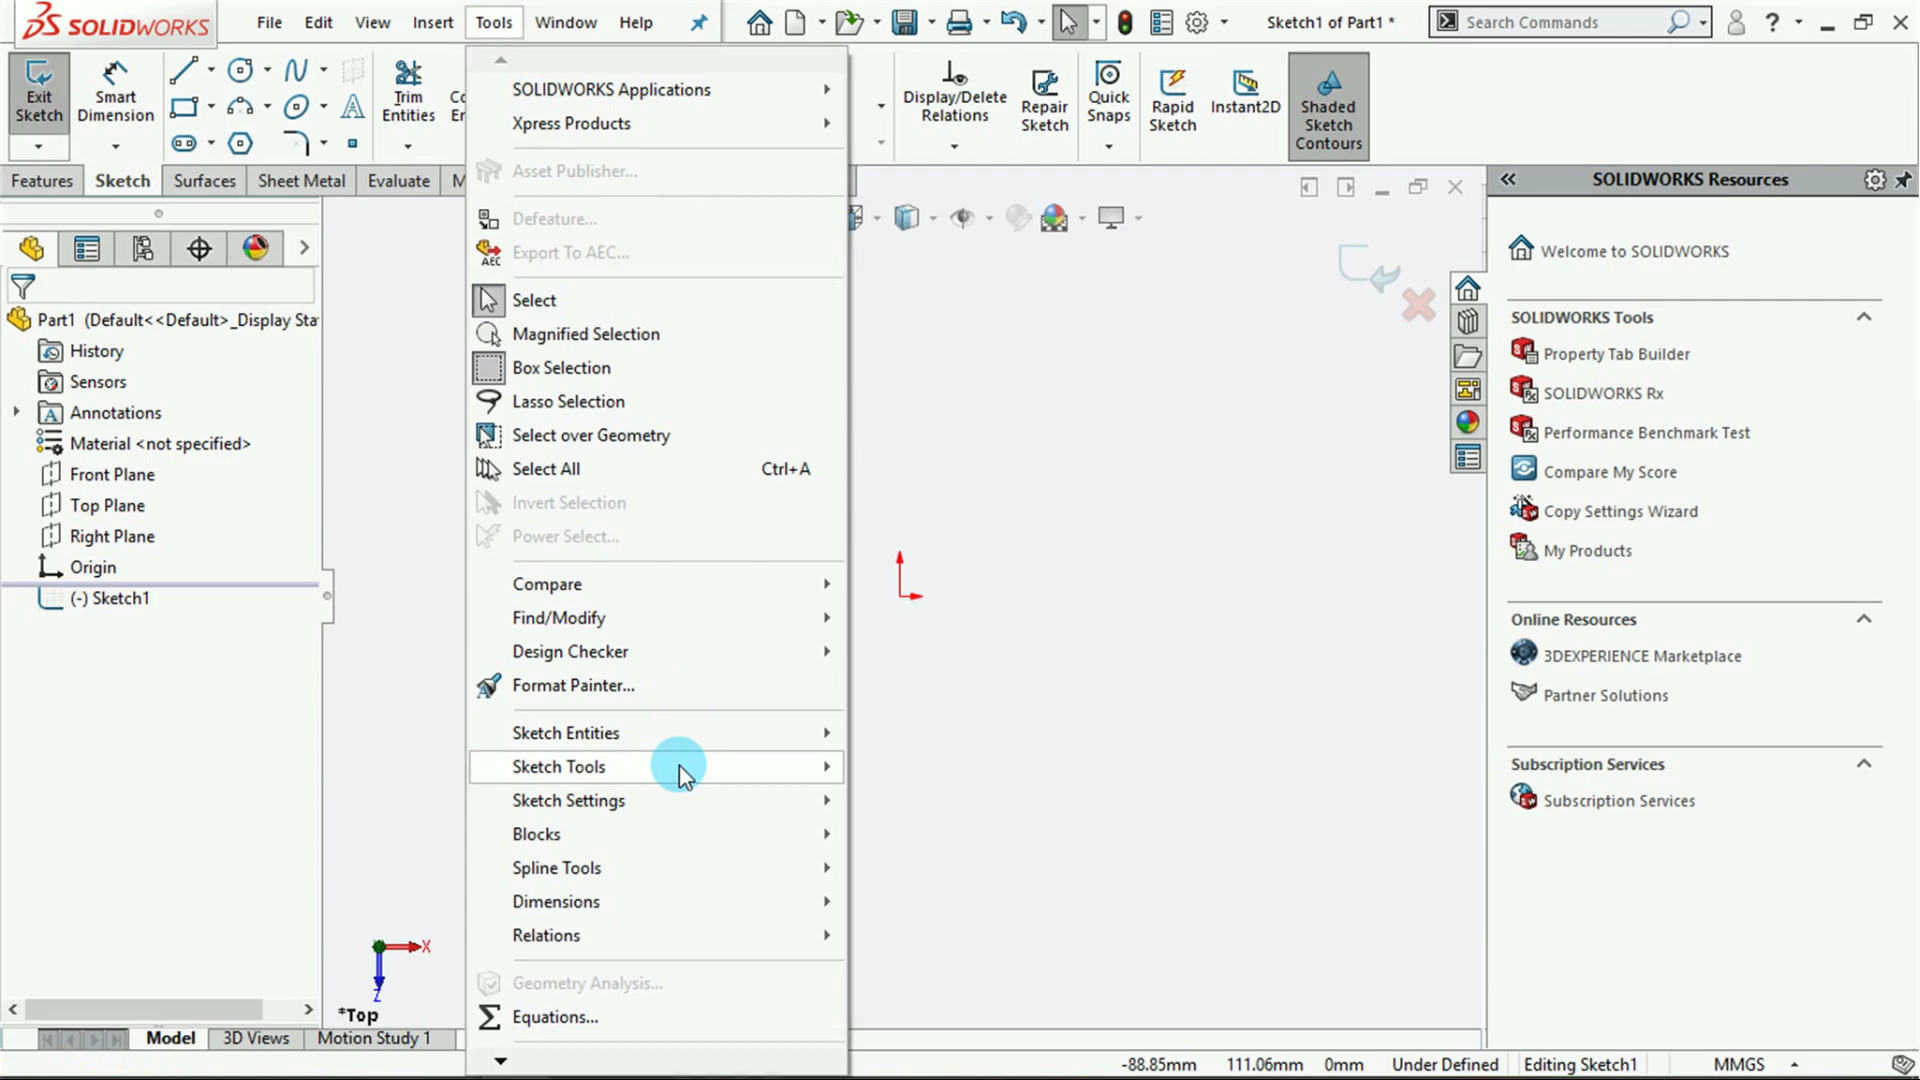 SOLIDWORKS File Edit View Insert Tools Window Help Sketch1 of Part1 * Search Commands ?
Exit Sketch
Smart Dimension
Trim Entities
Display/Delete Relations
Repair Sketch
Quick Snaps
Rapid Sketch
Instant2D
Shaded Sketch Contours
Features Sketch Surfaces Sheet Metal Evaluate
Part1 (Default<<Default>_Display Sta
History
Sensors
Annotations
Material <not specified>
Front Plane
Top Plane
Right Plane
Origin
(-) Sketch1
SOLIDWORKS Applications
Xpress Products
Asset Publisher...
Defeature...
AEC Export To AEC...
Select
Magnified Selection
Box Selection
Lasso Selection
Select over Geometry
Select All Ctrl+A
Invert Selection
Power Select...
Compare
Find/Modify
Design Checker
Format Painter...
Sketch Entities
Sketch Tools
Sketch Settings
Blocks
Spline Tools
Dimensions
Relations
Geometry Analysis...
Equations...
X
Z
*Top
SOLIDWORKS Resources
Welcome to SOLIDWORKS
SOLIDWORKS Tools
Property Tab Builder
SOLIDWORKS Rx
Performance Benchmark Test
Compare My Score
Copy Settings Wizard
My Products
Online Resources
3DEXPERIENCE Marketplace
Partner Solutions
Subscription Services
Subscription Services
Model 3D Views Motion Study 1
-88.85mm 111.06mm 0mm Under Defined Editing Sketch1 MMGS